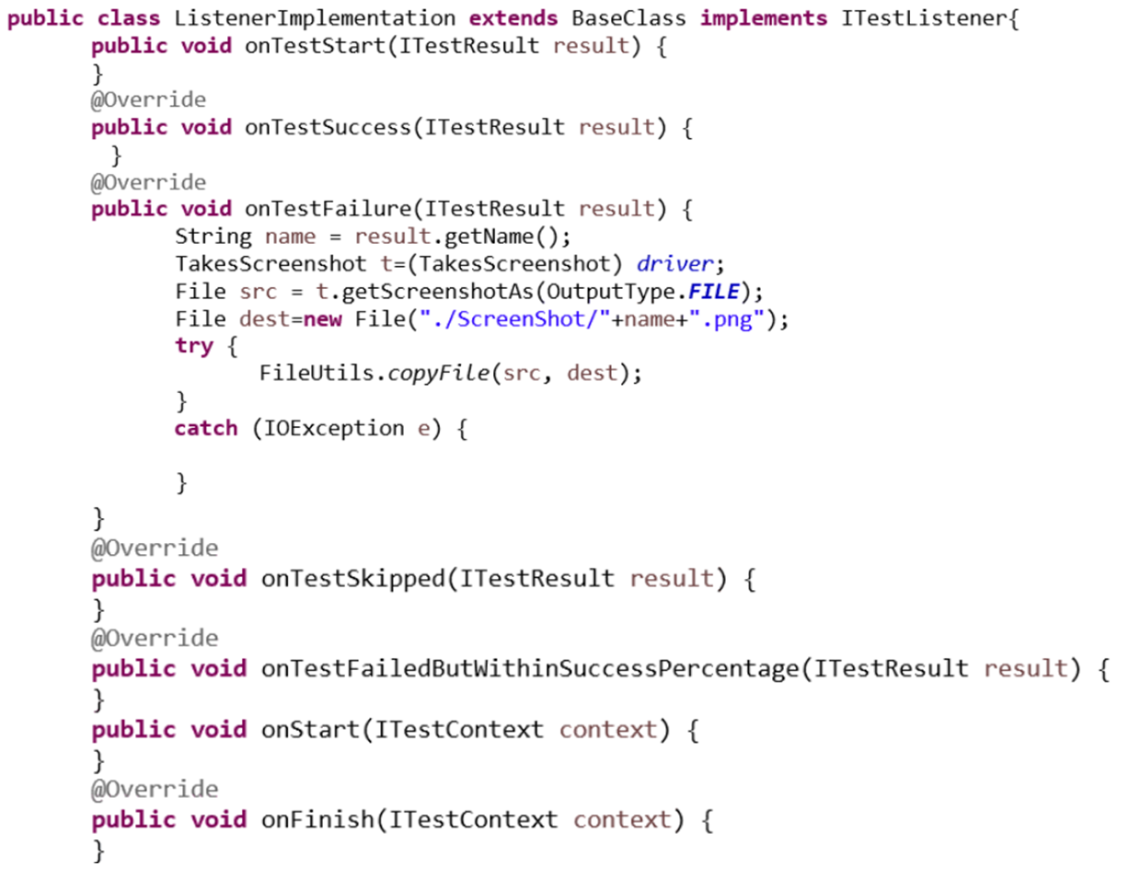 public class ListenerImplementation extends BaseClass implements ITestListener{
public void onTestStart(ITestResult result) {
}
@Override
public void onTestSuccess(ITestResult result) {
}
@Override
public void onTestFailure(ITestResult result) {
String name = result.getName();
TakesScreenshot t=(TakesScreenshot) driver;
File src = t.getScreenshotAs(OutputType.FILE);
File dest=new File("./ScreenShot/"+name+".png");
try {
FileUtils.copyFile(src, dest);
}
catch (IOException e) {
}
}
@Override
public void onTestSkipped(ITestResult result) {
}
@Override
public void onTestFailedButWithinSuccessPercentage(ITestResult result) {
}
public void onStart(ITestContext context) {
}
@Override
public void onFinish(ITestContext context) {
}